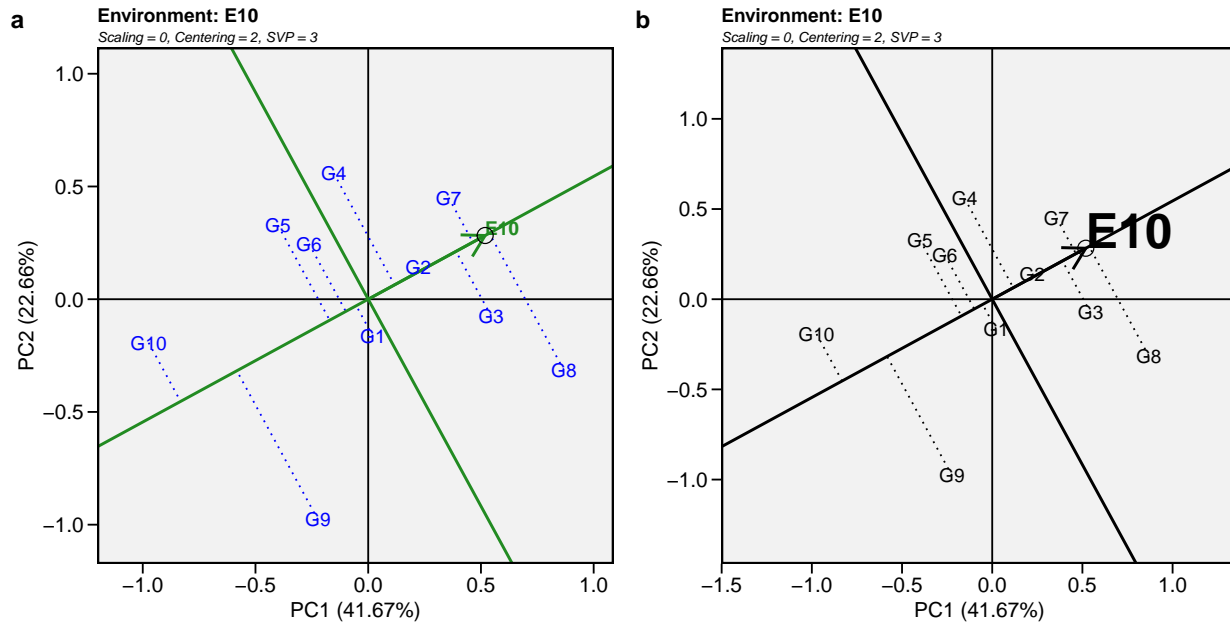 a
Environment: E10
Scaling = 0, Centering = 2, SVP = 3
PC2 (22.66%)
1.0
0.5
0.0
−0.5
−1.0
G4
G7
G5
G6
E10
G2
G3
G1
G10
G8
G9
−1.0 −0.5 0.0 0.5 1.0
PC1 (41.67%)
b
Environment: E10
Scaling = 0, Centering = 2, SVP = 3
PC2 (22.66%)
1.0
0.5
0.0
−0.5
−1.0
G4
G7
E10
G5
G6
G2
G3
G1
G10
G8
G9
−1.5 −1.0 −0.5 0.0 0.5 1.0
PC1 (41.67%)